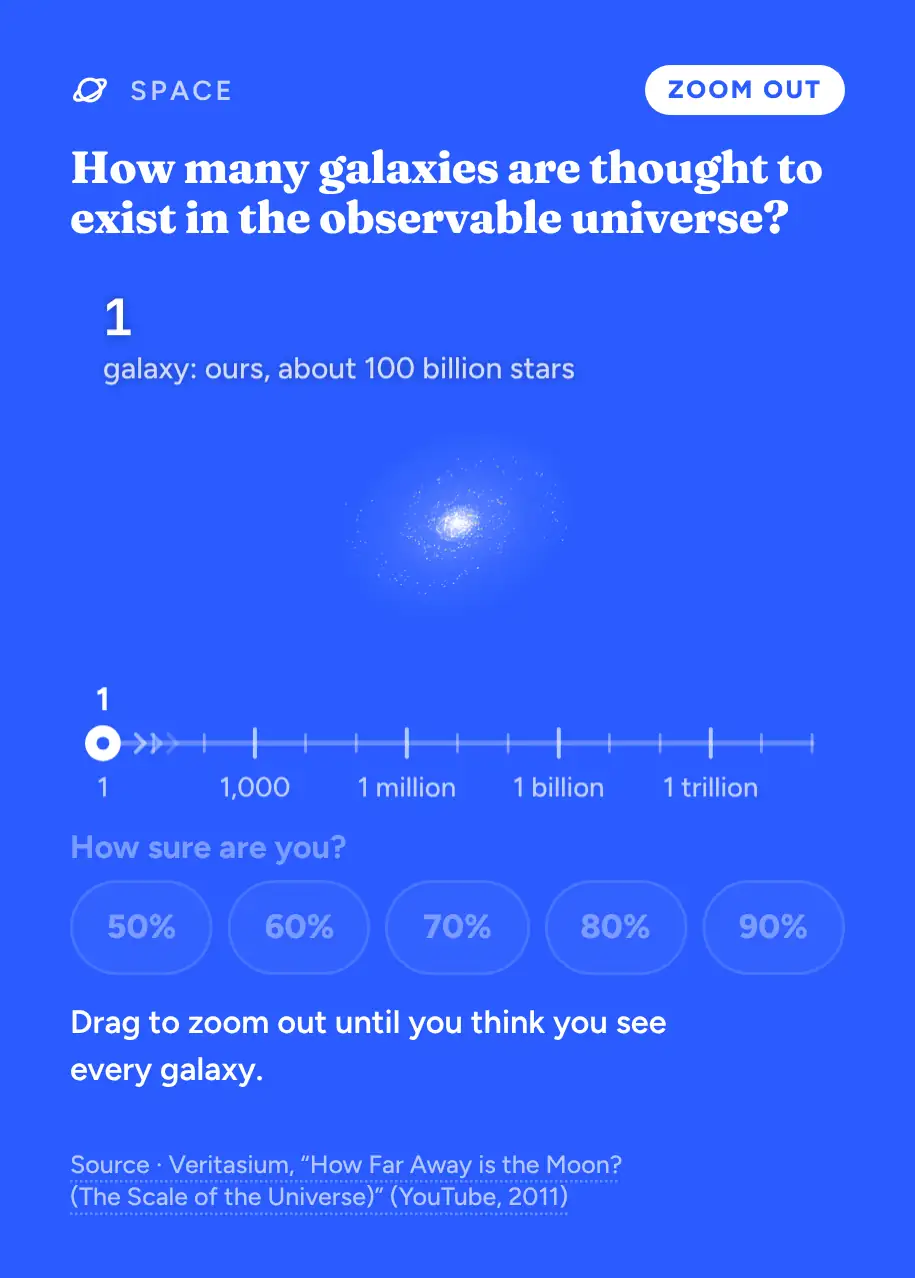 SPACE
ZOOM OUT
How many galaxies are thought to
exist in the observable universe?
1
galaxy: ours, about 100 billion stars
1
1 1,000 1 million 1 billion 1 trillion
How sure are you?
50% 60% 70% 80% 90%
Drag to zoom out until you think you see
every galaxy.
Source · Veritasium, “How Far Away is the Moon?
(The Scale of the Universe)” (YouTube, 2011)